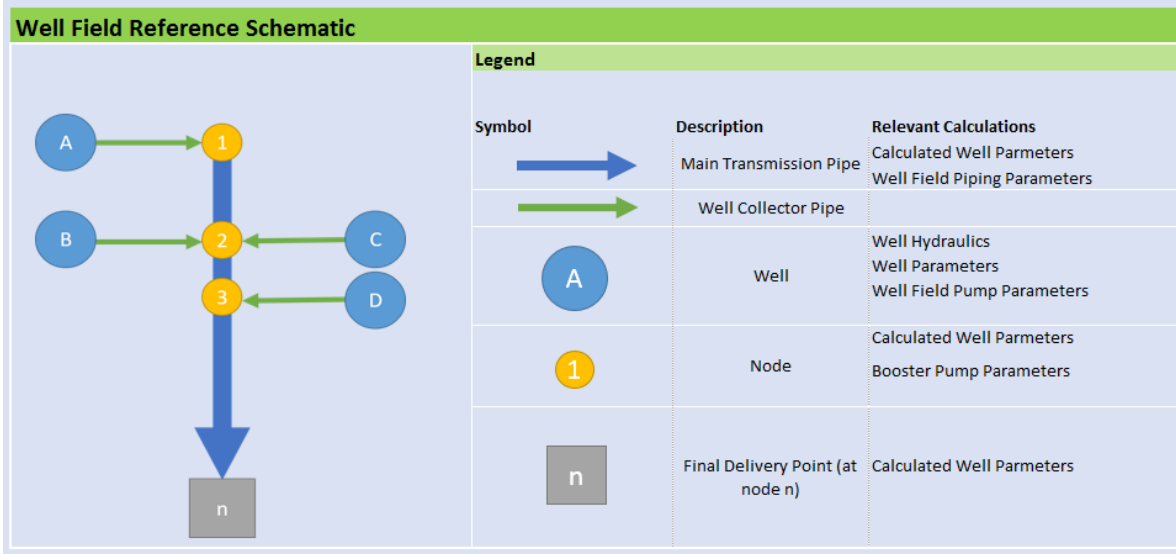 Well Field Reference Schematic
Legend
A
1
B
2
C
3
D
n
Symbol Description Relevant Calculations
Main Transmission Pipe
Calculated Well Parmeters
Well Field Piping Parameters
Well Collector Pipe
A
Well
Well Hydraulics
Well Parameters
Well Field Pump Parameters
1
Node
Calculated Well Parmeters
Booster Pump Parameters
n
Final Delivery Point (at
node n)
Calculated Well Parmeters